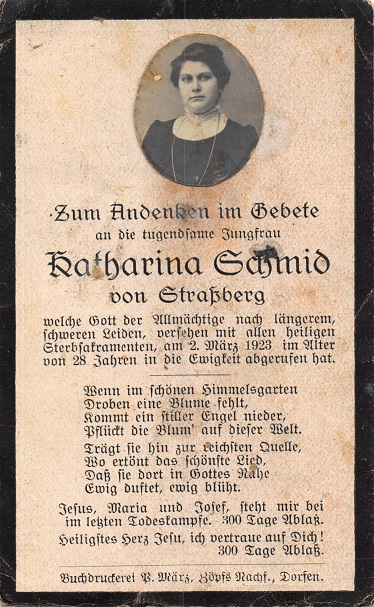 Zum Andenken im Gebete
an die tugendsame Jungfrau
Katharina Schmid
von Straßberg
welche Gott der Allmächtige nach längerem,
schweren Leiden, versehen mit allen heiligen
Sterbsakramenten, am 2. März 1923 im Alter
von 28 Jahren in die Ewigkeit abgerufen hat.
Wenn im schönen Himmelsgarten
Droben eine Blume fehlt,
Kommt ein stiller Engel nieder,
Pflückt die Blum' auf dieser Welt.
Trägt sie hin zur reichsten Quelle,
Wo ertönt das schönste Lied,
Daß sie dort in Gottes Nähe
Ewig duftet, ewig blüht.
Jesus, Maria und Josef, steht mir bei
im letzten Todeskampfe. 300 Tage Ablaß.
Heiligstes Herz Jesu, ich vertraue auf Dich!
300 Tage Ablaß.
Buchdruckerei P. März, Zöpfs Nachf., Dorfen.